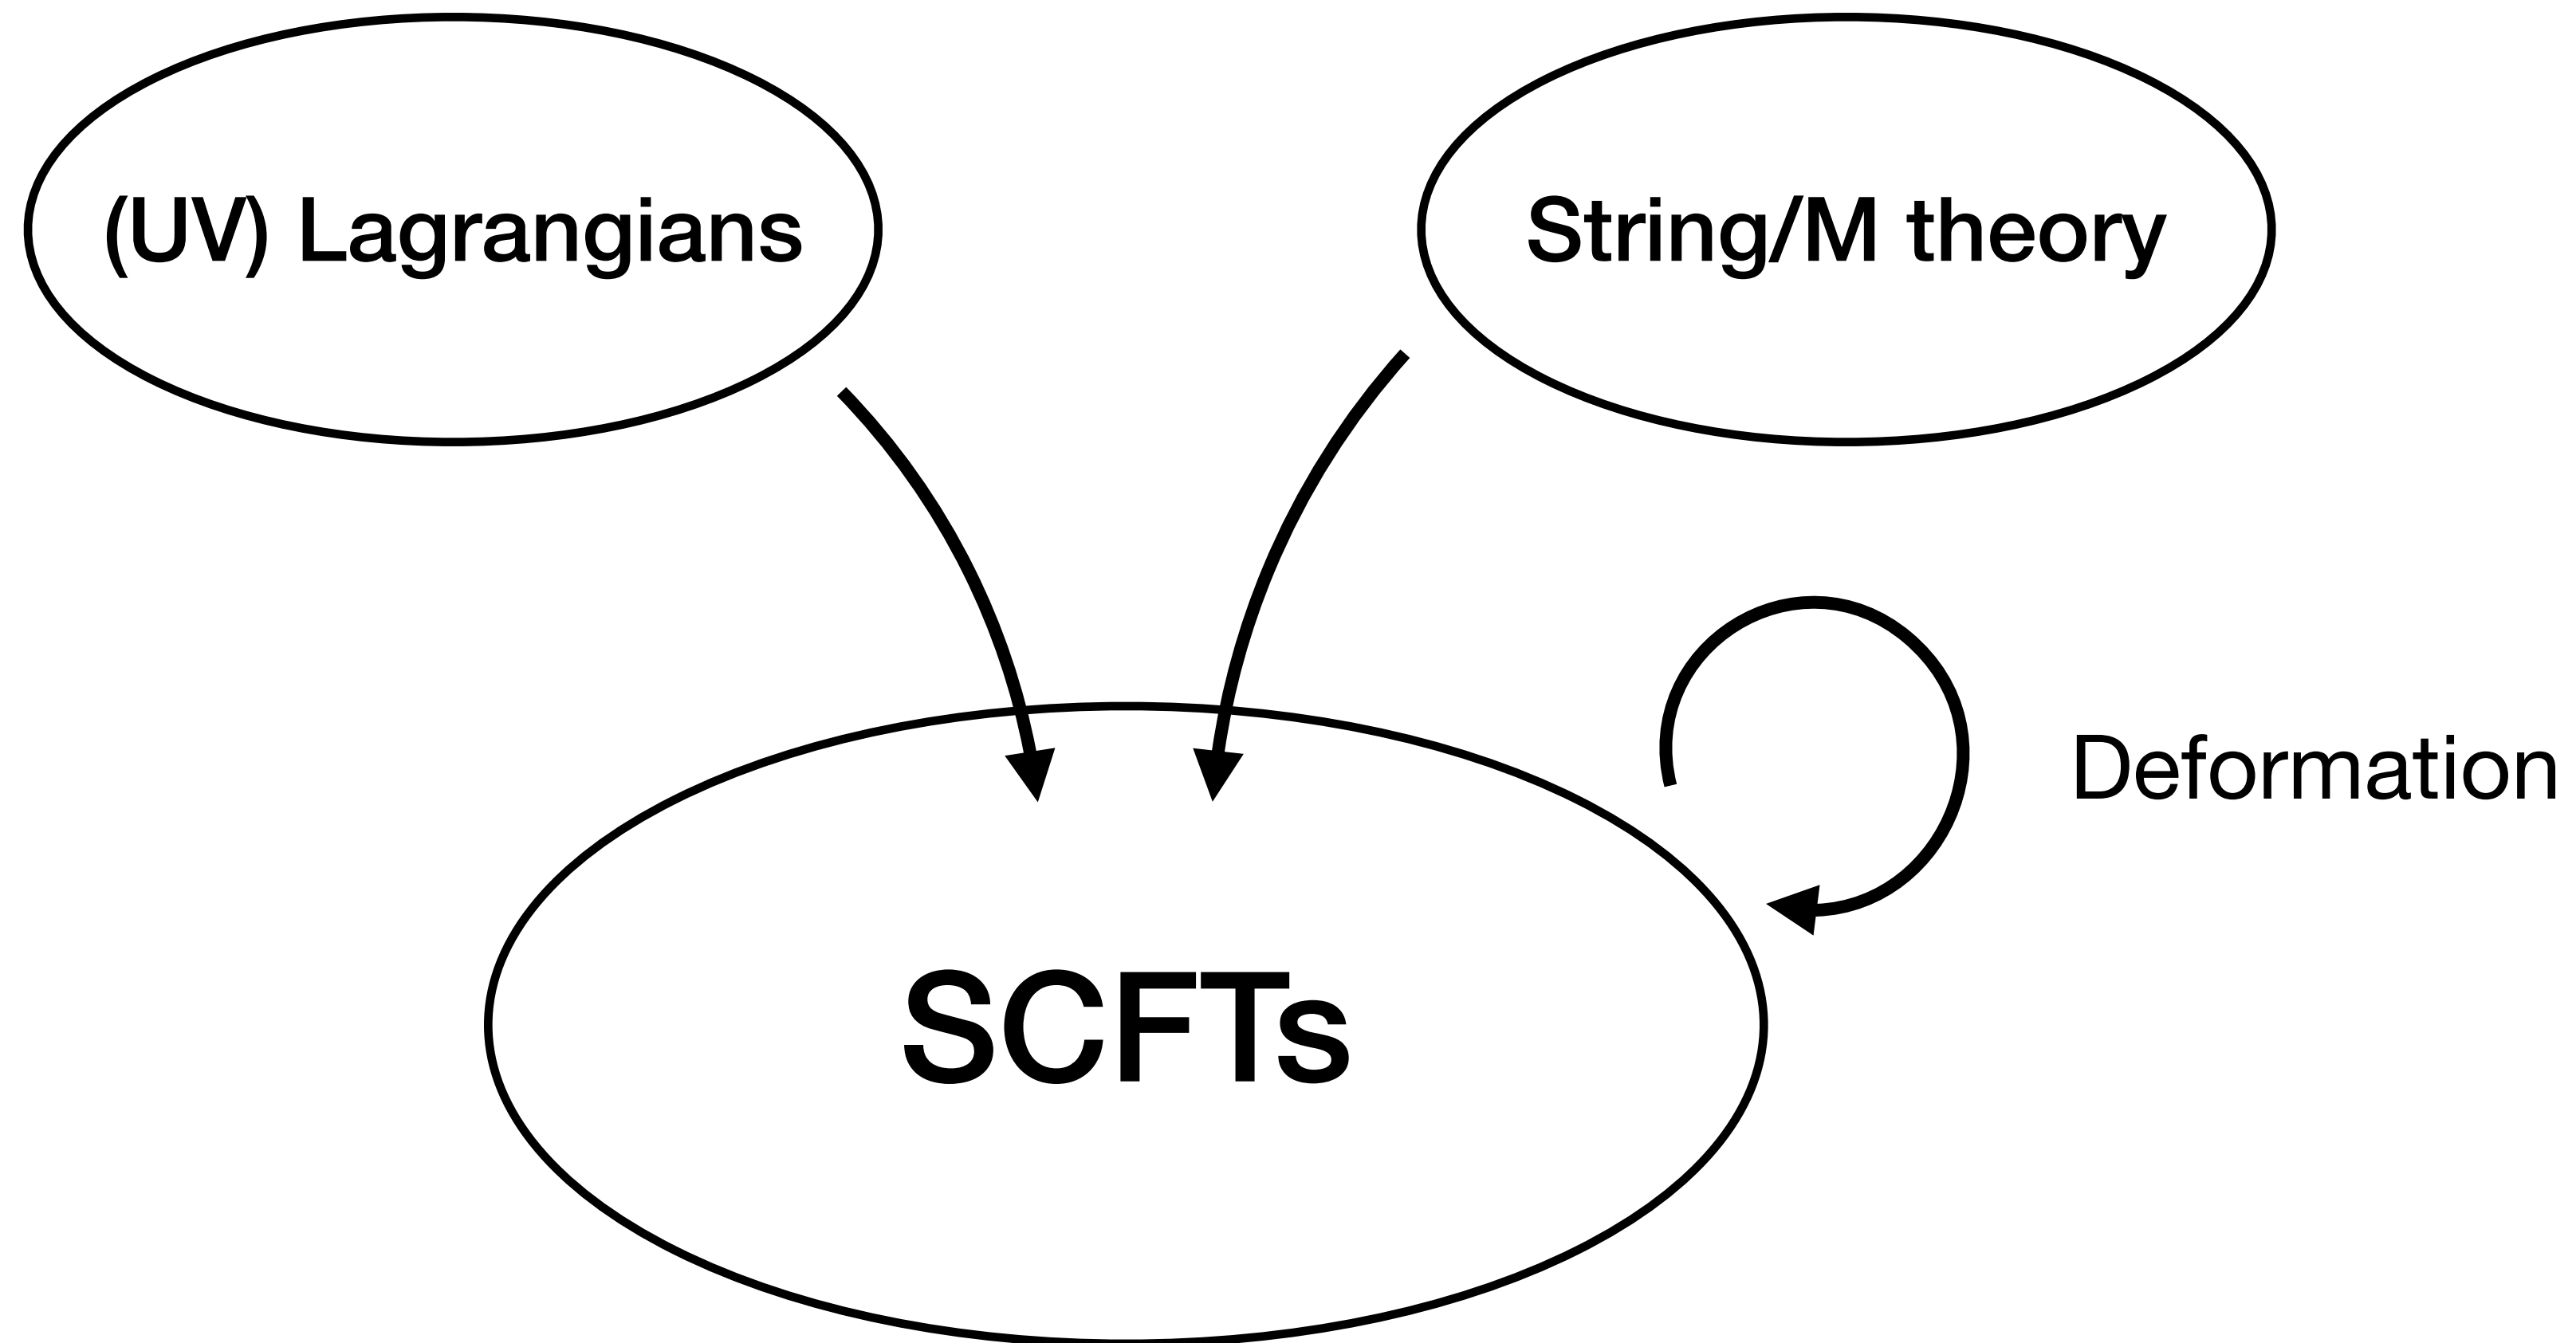 (UV) Lagrangians
String/M theory
Deformation
SCFTs